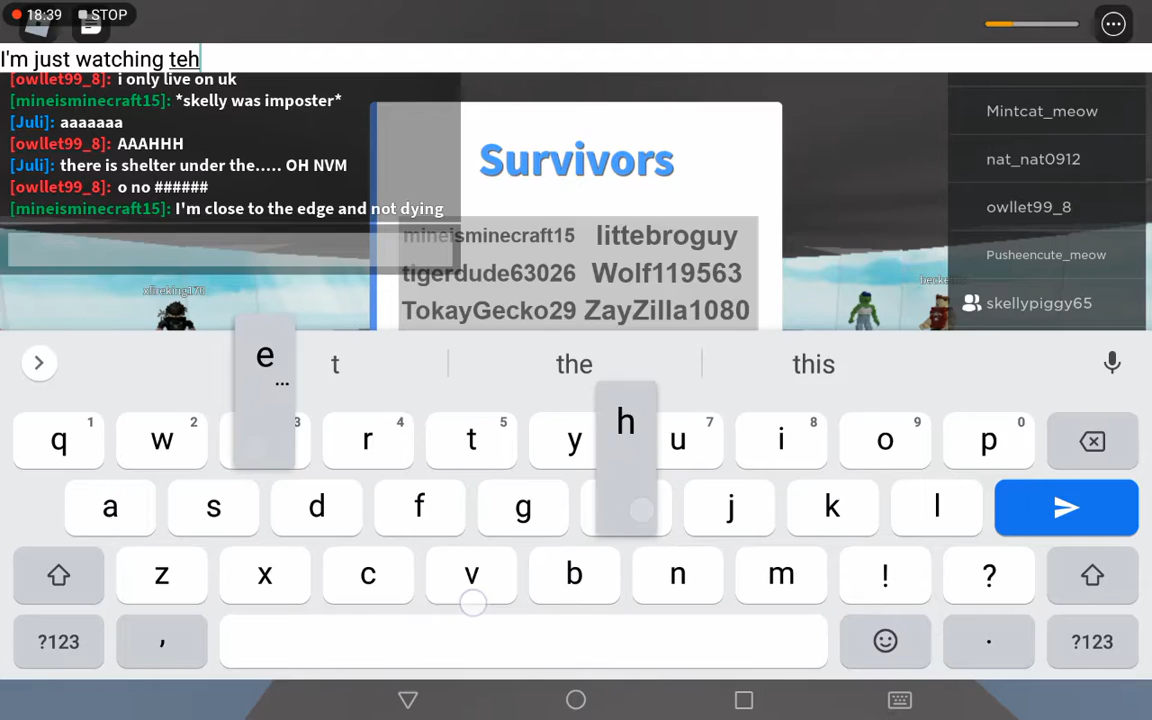 18:39 STOP
I'm just watching teh
[owllet99_8]: i only live on uk
[mineisminecraft15]: *skelly was imposter*
[Juli]: aaaaaaa
[owllet99_8]: AAAHHH
[Juli]: there is shelter under the..... OH NVM
[owllet99_8]: o no ######
[mineisminecraft15]: I'm close to the edge and not dying
Survivors
mineisminecraft15 littebroguy
tigerdude63026 Wolf119563
TokayGecko29 ZayZilla1080
Mintcat_meow
nat_nat0912
owllet99_8
Pusheencute_meow
skellypiggy65
xfireking170
becke
t the this
e ...
h
q 1 w 2 3 r 4 t 5 y u 7 i 8 o 9 p 0
a s d f g j k l
z x c v b n m ! ?
?123 , . ?123